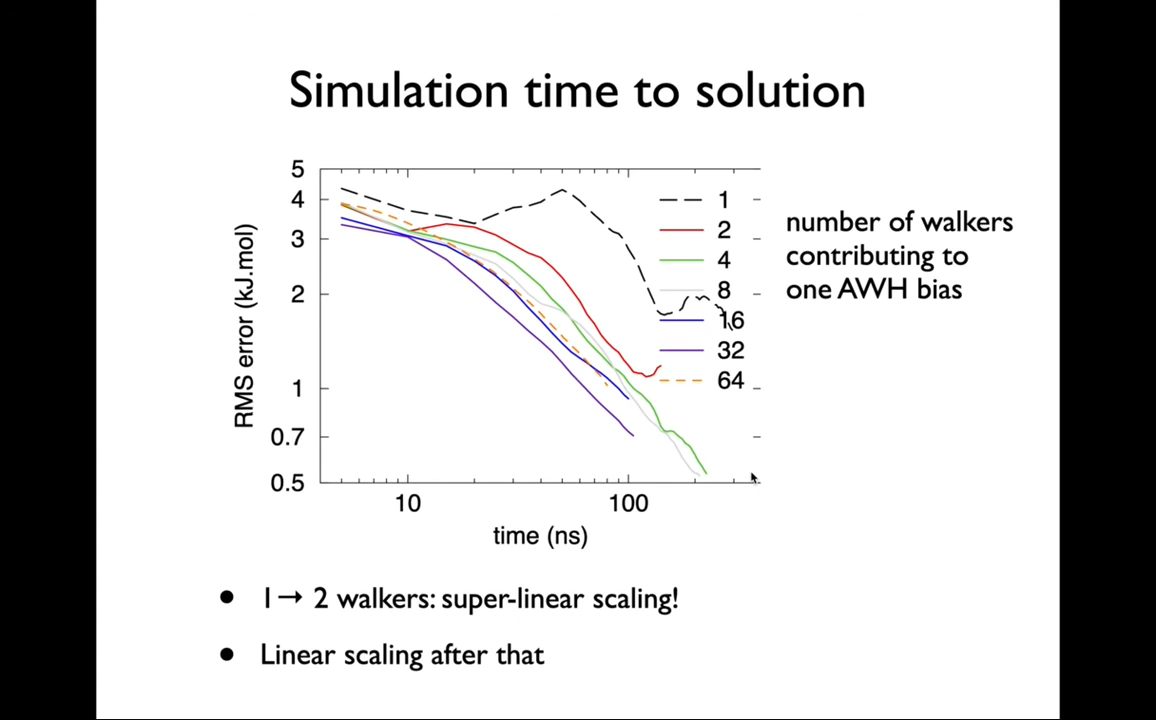 Simulation time to solution
5
4
3
2
1
0.7
0.5
RMS error (kJ.mol)
10
100
time (ns)
1
2
4
8
16
32
64
number of walkers
contributing to
one AWH bias
• 1 → 2 walkers: super-linear scaling!
• Linear scaling after that